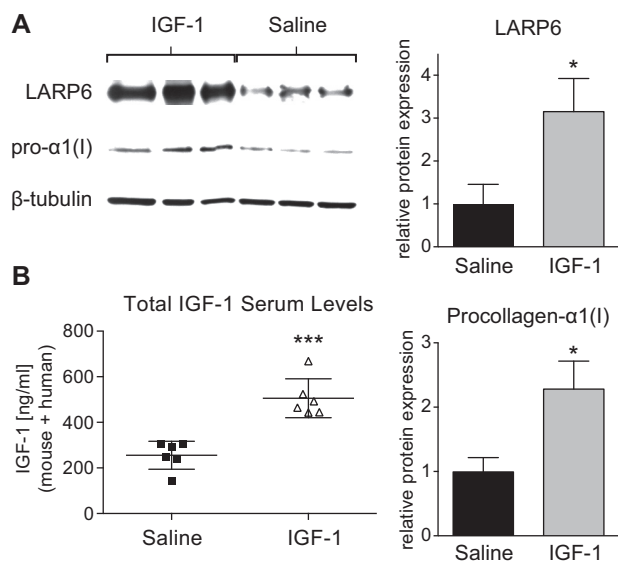 A
IGF-1 Saline
LARP6
pro-α1(I)
β-tubulin
LARP6
relative protein expression
4
3
2
1
0
*
Saline IGF-1
B
Total IGF-1 Serum Levels
IGF-1 [ng/ml]
(mouse + human)
800
600
400
200
0
***
Saline IGF-1
Procollagen-α1(I)
relative protein expression
3
2
1
0
*
Saline IGF-1